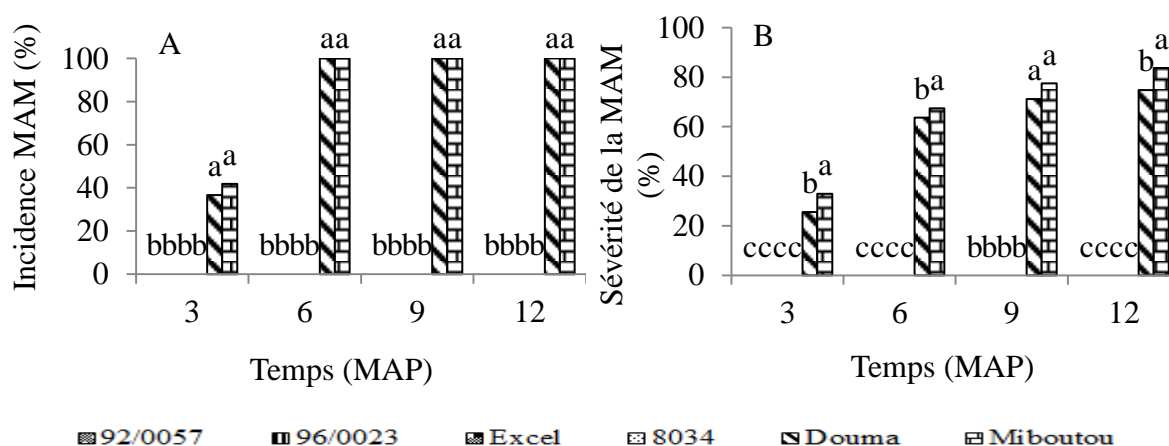 A
Incidence MAM (%)
100
80
60
40
20
0
a a
aa
aa
aa
bbbb
bbbb
bbbb
bbbb
3
6
9
12
Temps (MAP)
B
Sévérité de la MAM
(%)
100
80
60
40
20
0
b a
b a
a a
b a
cccc
cccc
bbbb
cccc
3
6
9
12
Temps (MAP)
92/0057 96/0023 Excel 8034 Douma Miboutou